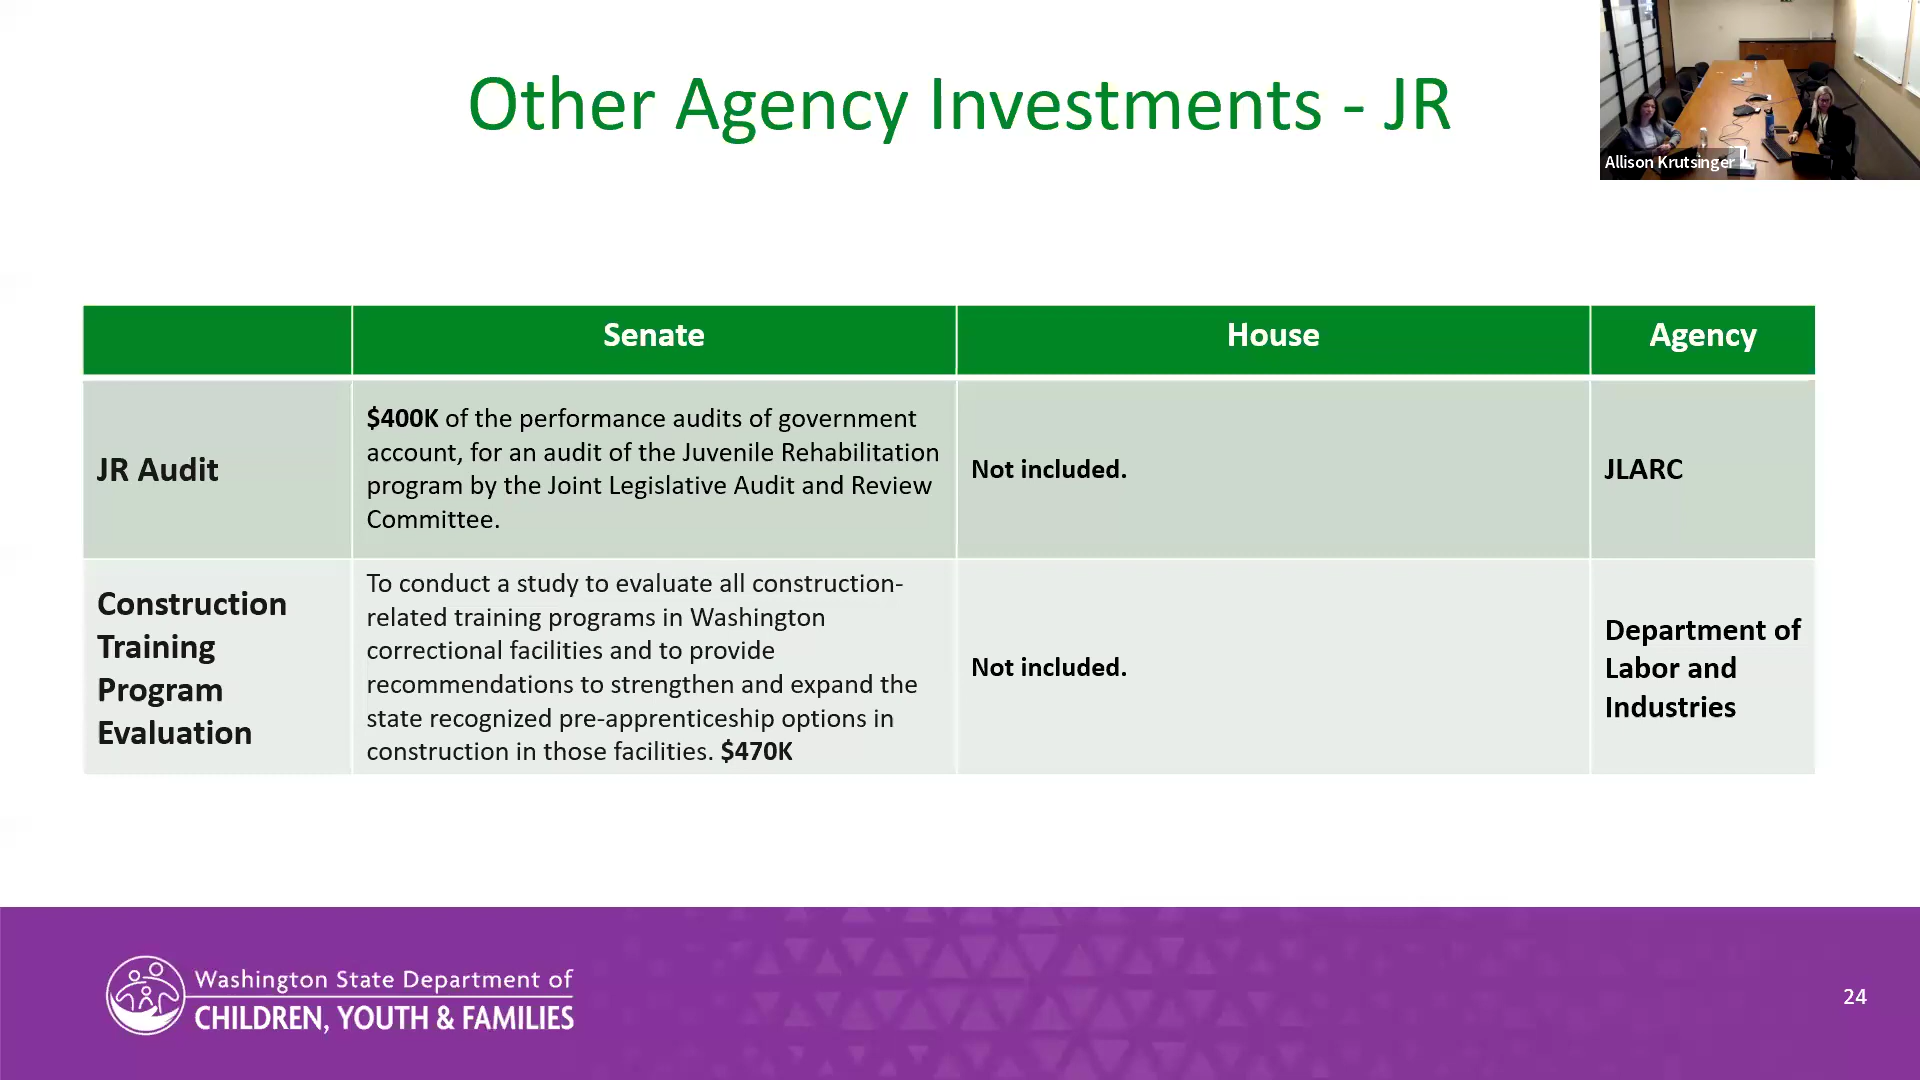 Other Agency Investments - JR
Allison Krutsinger
Senate
House
Agency
JR Audit
$400K of the performance audits of government
account, for an audit of the Juvenile Rehabilitation
program by the Joint Legislative Audit and Review
Committee.
Not included.
JLARC
Construction
Training
Program
Evaluation
To conduct a study to evaluate all construction-
related training programs in Washington
correctional facilities and to provide
recommendations to strengthen and expand the
state recognized pre-apprenticeship options in
construction in those facilities. $470K
Not included.
Department of
Labor and
Industries
Washington State Department of
CHILDREN, YOUTH & FAMILIES
24